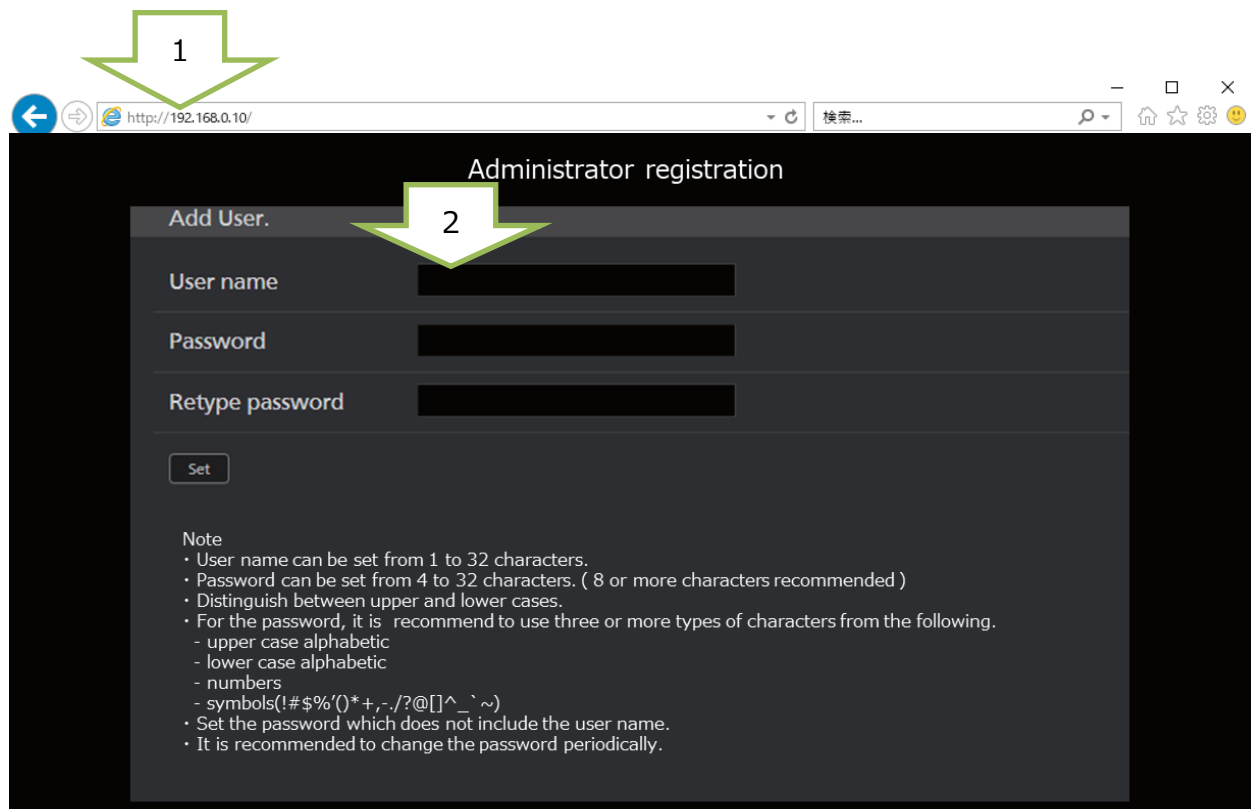 1
http://192.168.0.10/
検索...
Administrator registration
Add User.
2
User name
Password
Retype password
Set
Note
・User name can be set from 1 to 32 characters.
・Password can be set from 4 to 32 characters. ( 8 or more characters recommended )
・Distinguish between upper and lower cases.
・For the password, it is  recommend to use three or more types of characters from the following.
- upper case alphabetic
- lower case alphabetic
- numbers
- symbols(!#$%'()*+,-./?@[]^_`~)
・Set the password which does not include the user name.
・It is recommended to change the password periodically.